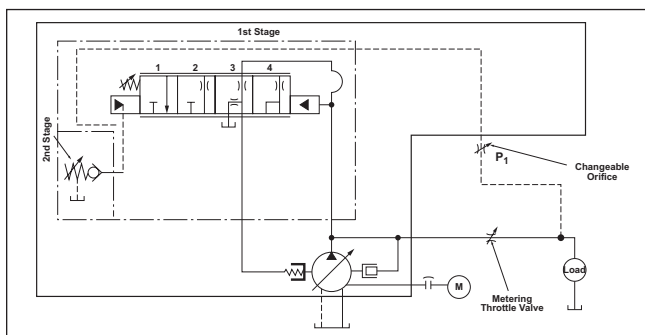 1st Stage
1 2 3 4
2nd Stage
P1
Changeable
Orifice
Load
M
Metering
Throttle Valve